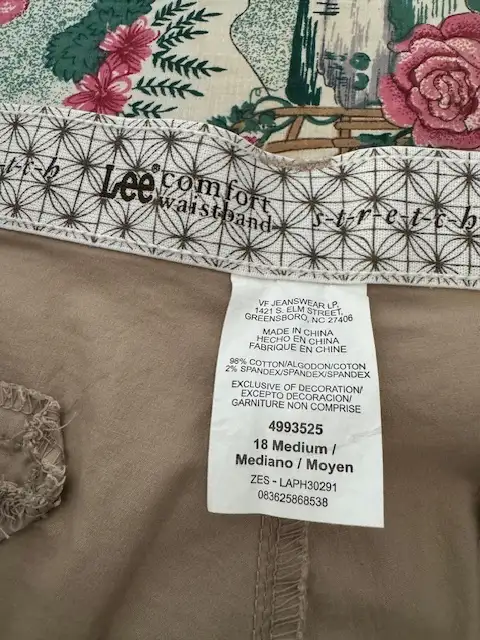 t-c-h Lee® comfort waistband s-t-r-e-t-c-h
VF JEANSWEAR LP,
1421 S. ELM STREET,
GREENSBORO, NC 27406
MADE IN CHINA
HECHO EN CHINA
FABRIQUE EN CHINE
98% COTTON/ALGODON/COTON
2% SPANDEX/SPANDEX/SPANDEX
EXCLUSIVE OF DECORATION/
EXCEPTO DECORACION/
GARNITURE NON COMPRISE
4993525
18 Medium /
Mediano / Moyen
ZES - LAPH30291
083625868538